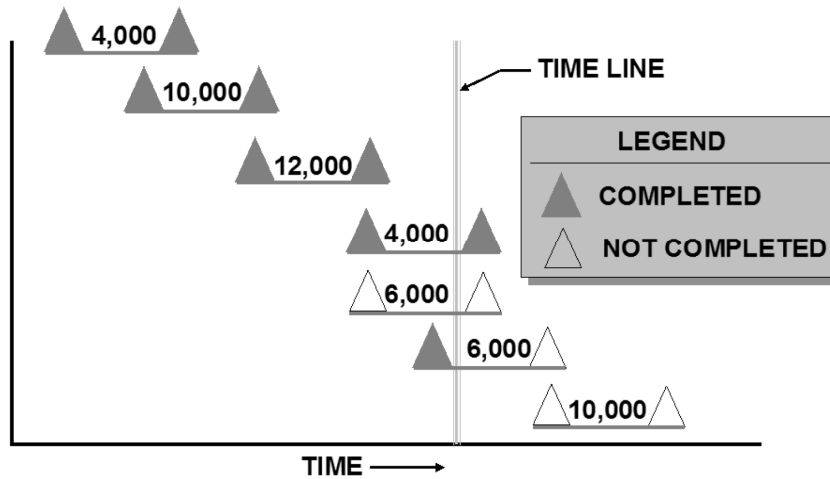 4,000
10,000
TIME LINE
LEGEND
12,000
COMPLETED
4,000
NOT COMPLETED
6,000
6,000
10,000
TIME